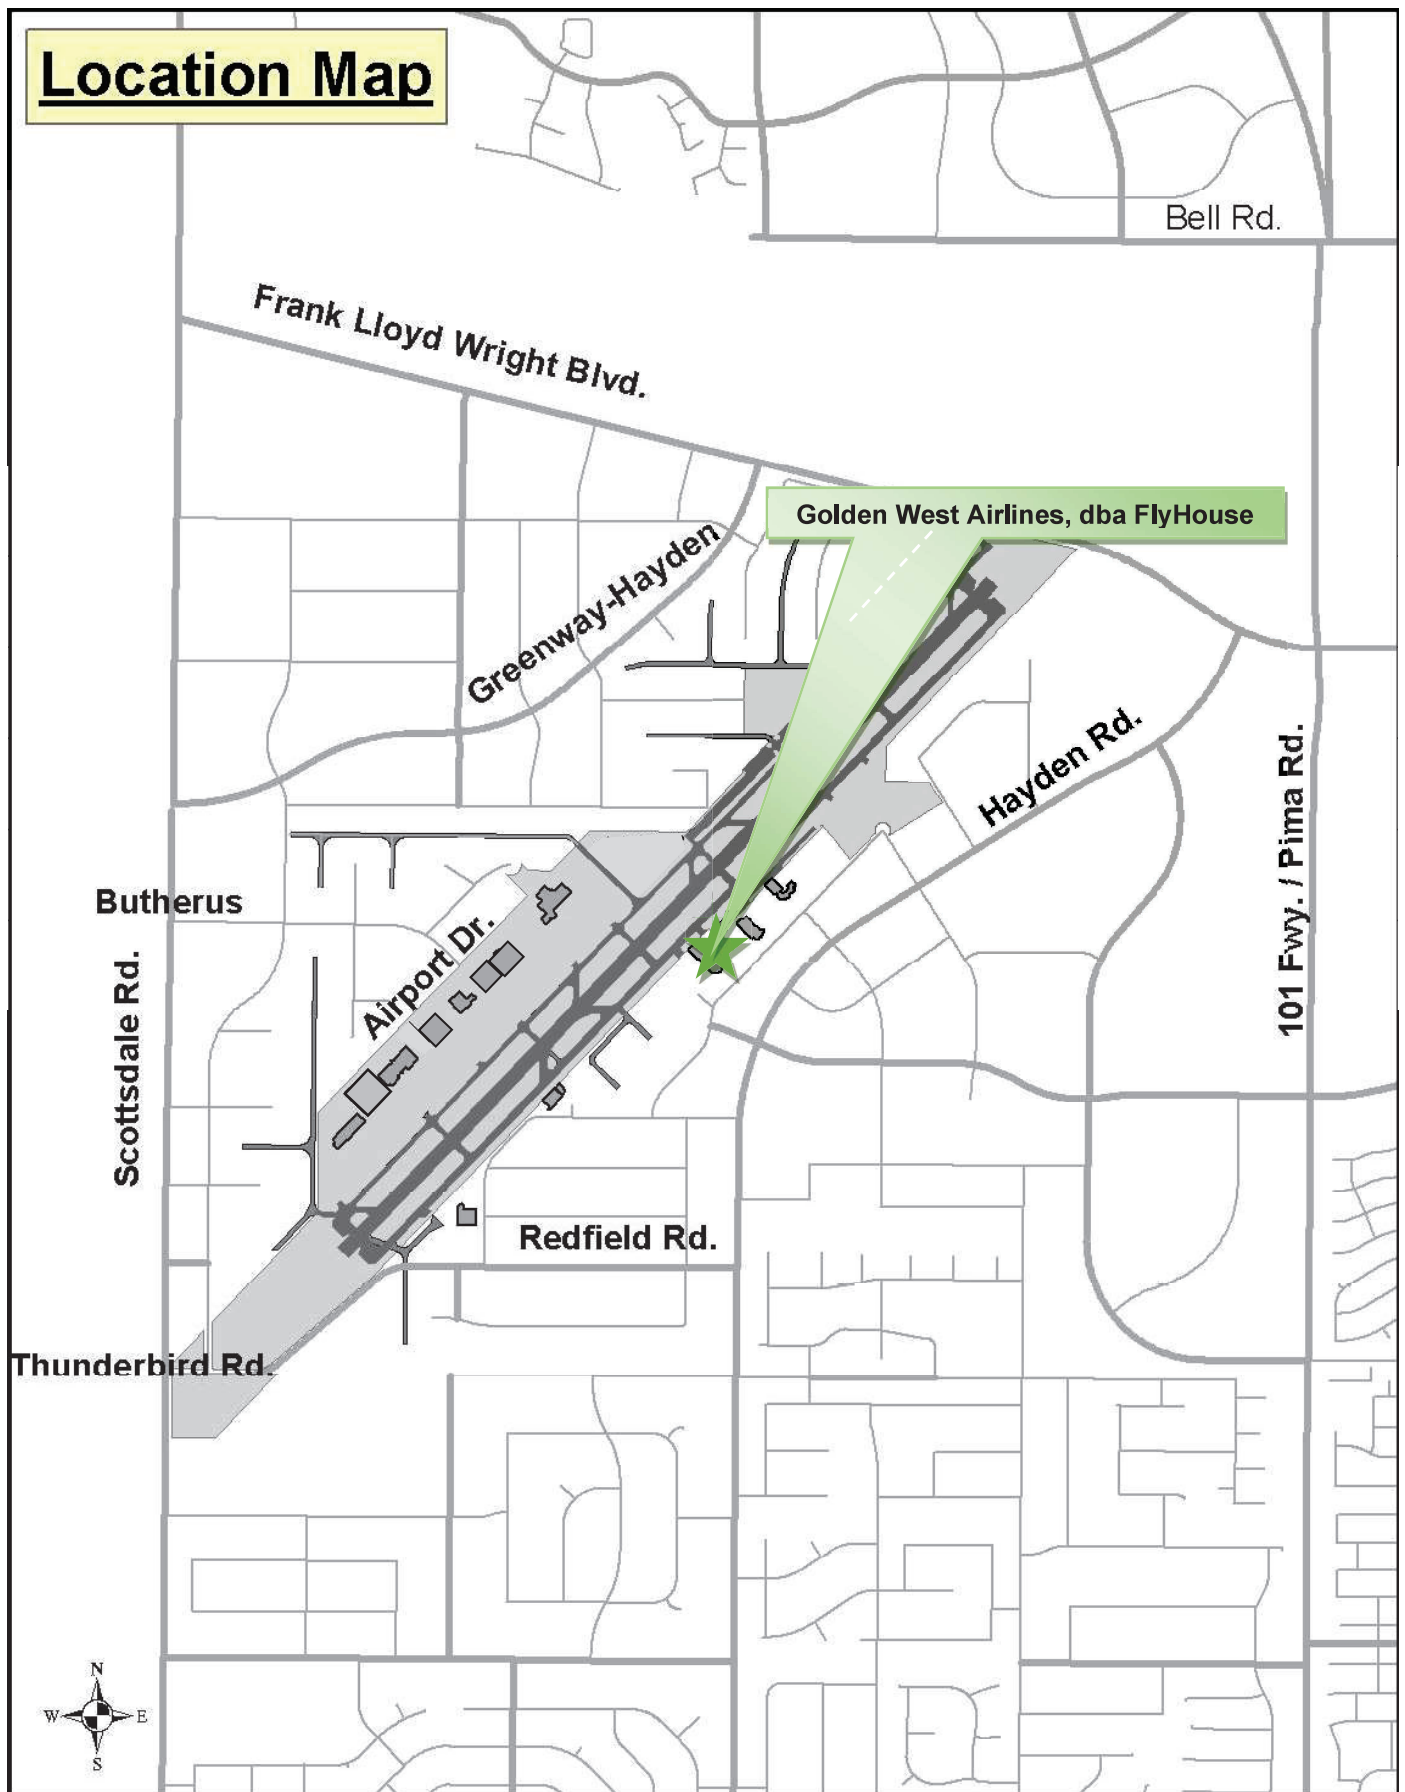 Location Map
Bell Rd.
Frank Lloyd Wright Blvd.
Golden West Airlines, dba FlyHouse
Greenway-Hayden
Hayden Rd.
101 Fwy. / Pima Rd.
Butherus
Airport Dr.
Scottsdale Rd.
Redfield Rd.
Thunderbird Rd.
N
W E
S